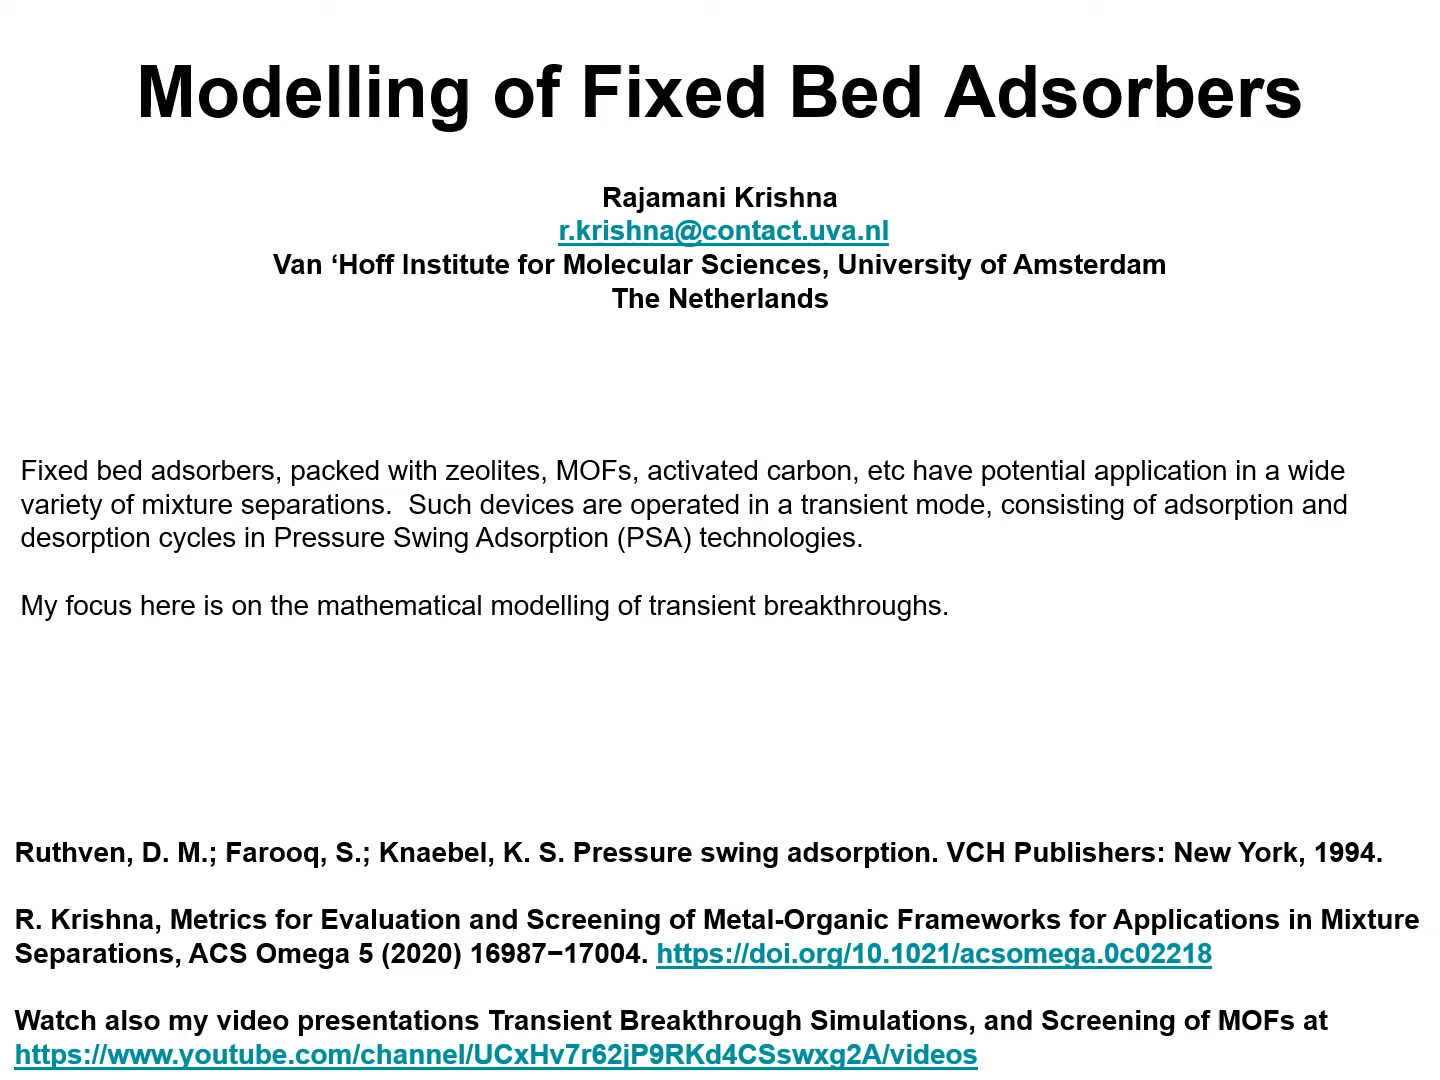 Modelling of Fixed Bed Adsorbers
Rajamani Krishna
r.krishna@contact.uva.nl
Van ‘Hoff Institute for Molecular Sciences, University of Amsterdam
The Netherlands
Fixed bed adsorbers, packed with zeolites, MOFs, activated carbon, etc have potential application in a wide
variety of mixture separations.  Such devices are operated in a transient mode, consisting of adsorption and
desorption cycles in Pressure Swing Adsorption (PSA) technologies.
My focus here is on the mathematical modelling of transient breakthroughs.
Ruthven, D. M.; Farooq, S.; Knaebel, K. S. Pressure swing adsorption. VCH Publishers: New York, 1994.
R. Krishna, Metrics for Evaluation and Screening of Metal-Organic Frameworks for Applications in Mixture
Separations, ACS Omega 5 (2020) 16987−17004. https://doi.org/10.1021/acsomega.0c02218
Watch also my video presentations Transient Breakthrough Simulations, and Screening of MOFs at
https://www.youtube.com/channel/UCxHv7r62jP9RKd4CSswxg2A/videos